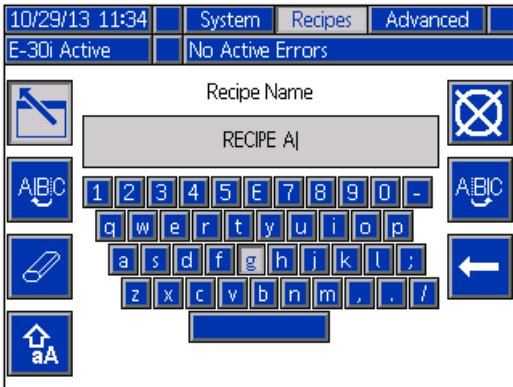 10/29/13 11:34 System Recipes Advanced
E-30i Active No Active Errors
Recipe Name
RECIPE A
A|B|C 1 2 3 4 5 E 7 8 9 0 - A|B|C
q w e r t y u i o p
a s d f g h j k l ;
z x c v b n m , . /
aA